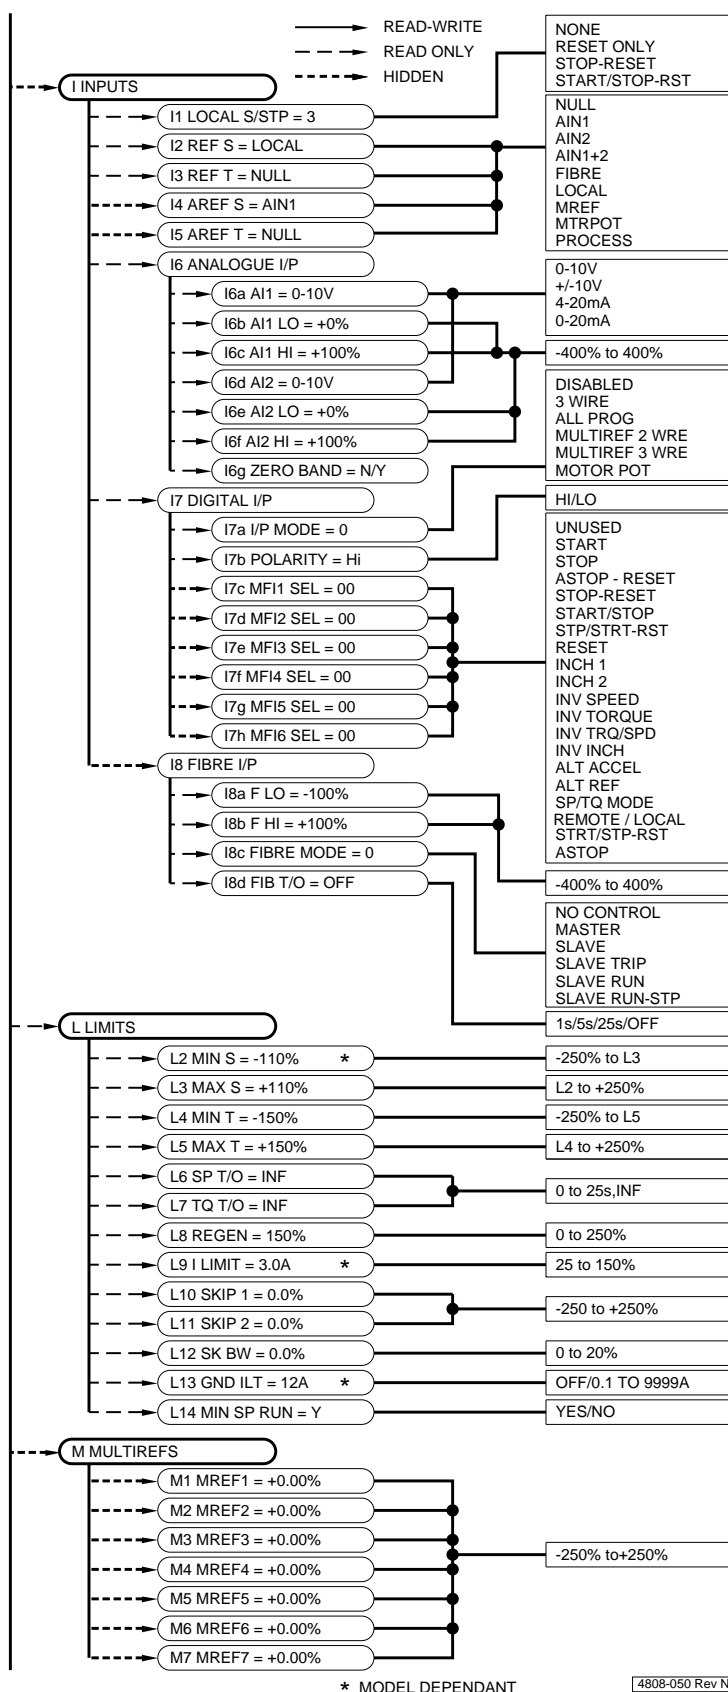 READ-WRITE
READ ONLY
HIDDEN
NONE
RESET ONLY
STOP-RESET
START/STOP-RST
I INPUTS
I1 LOCAL S/STP = 3
I2 REF S = LOCAL
I3 REF T = NULL
I4 AREF S = AIN1
I5 AREF T = NULL
NULL
AIN1
AIN2
AIN1+2
FIBRE
LOCAL
MREF
MTRPOT
PROCESS
I6 ANALOGUE I/P
I6a AI1 = 0-10V
I6b AI1 LO = +0%
I6c AI1 HI = +100%
I6d AI2 = 0-10V
I6e AI2 LO = +0%
I6f AI2 HI = +100%
I6g ZERO BAND = N/Y
0-10V
+/-10V
4-20mA
0-20mA
-400% to 400%
DISABLED
3 WIRE
ALL PROG
MULTIREF 2 WRE
MULTIREF 3 WRE
MOTOR POT
I7 DIGITAL I/P
I7a I/P MODE = 0
I7b POLARITY = Hi
I7c MFI1 SEL = 00
I7d MFI2 SEL = 00
I7e MFI3 SEL = 00
I7f MFI4 SEL = 00
I7g MFI5 SEL = 00
I7h MFI6 SEL = 00
HI/LO
UNUSED
START
STOP
ASTOP - RESET
STOP-RESET
START/STOP
STP/STRT-RST
RESET
INCH 1
INCH 2
INV SPEED
INV TORQUE
INV TRQ/SPD
INV INCH
ALT ACCEL
ALT REF
SP/TQ MODE
REMOTE / LOCAL
STRT/STP-RST
ASTOP
I8 FIBRE I/P
I8a F LO = -100%
I8b F HI = +100%
I8c FIBRE MODE = 0
I8d FIB T/O = OFF
-400% to 400%
NO CONTROL
MASTER
SLAVE
SLAVE TRIP
SLAVE RUN
SLAVE RUN-STP
1s/5s/25s/OFF
L LIMITS
L2 MIN S = -110% *
-250% to L3
L3 MAX S = +110%
L2 to +250%
L4 MIN T = -150%
-250% to L5
L5 MAX T = +150%
L4 to +250%
L6 SP T/O = INF
L7 TQ T/O = INF
0 to 25s,INF
L8 REGEN = 150%
0 to 250%
L9 I LIMIT = 3.0A *
25 to 150%
L10 SKIP 1 = 0.0%
L11 SKIP 2 = 0.0%
-250 to +250%
L12 SK BW = 0.0%
0 to 20%
L13 GND ILT = 12A *
OFF/0.1 TO 9999A
L14 MIN SP RUN = Y
YES/NO
M MULTIREFS
M1 MREF1 = +0.00%
M2 MREF2 = +0.00%
M3 MREF3 = +0.00%
M4 MREF4 = +0.00%
M5 MREF5 = +0.00%
M6 MREF6 = +0.00%
M7 MREF7 = +0.00%
-250% to+250%
* MODEL DEPENDANT
4808-050 Rev N